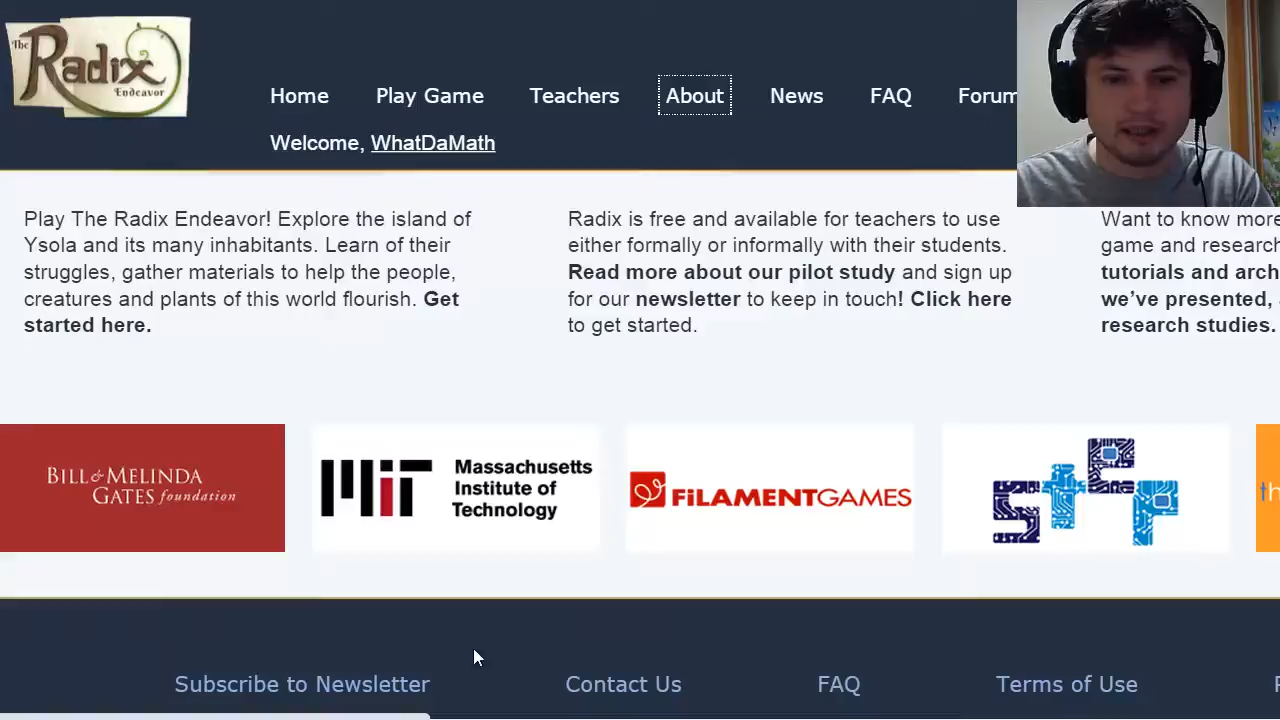 The
Radix
Endeavor
Home Play Game Teachers About News FAQ Forum
Welcome, WhatDaMath
Play The Radix Endeavor! Explore the island of
Ysola and its many inhabitants. Learn of their
struggles, gather materials to help the people,
creatures and plants of this world flourish. Get
started here.
Radix is free and available for teachers to use
either formally or informally with their students.
Read more about our pilot study and sign up
for our newsletter to keep in touch! Click here
to get started.
Want to know more
game and research
tutorials and arch
we've presented,
research studies.
BILL & MELINDA
GATES foundation
MIT
Massachusetts
Institute of
Technology
FILAMENTGAMES
STEP
th
Subscribe to Newsletter Contact Us FAQ Terms of Use